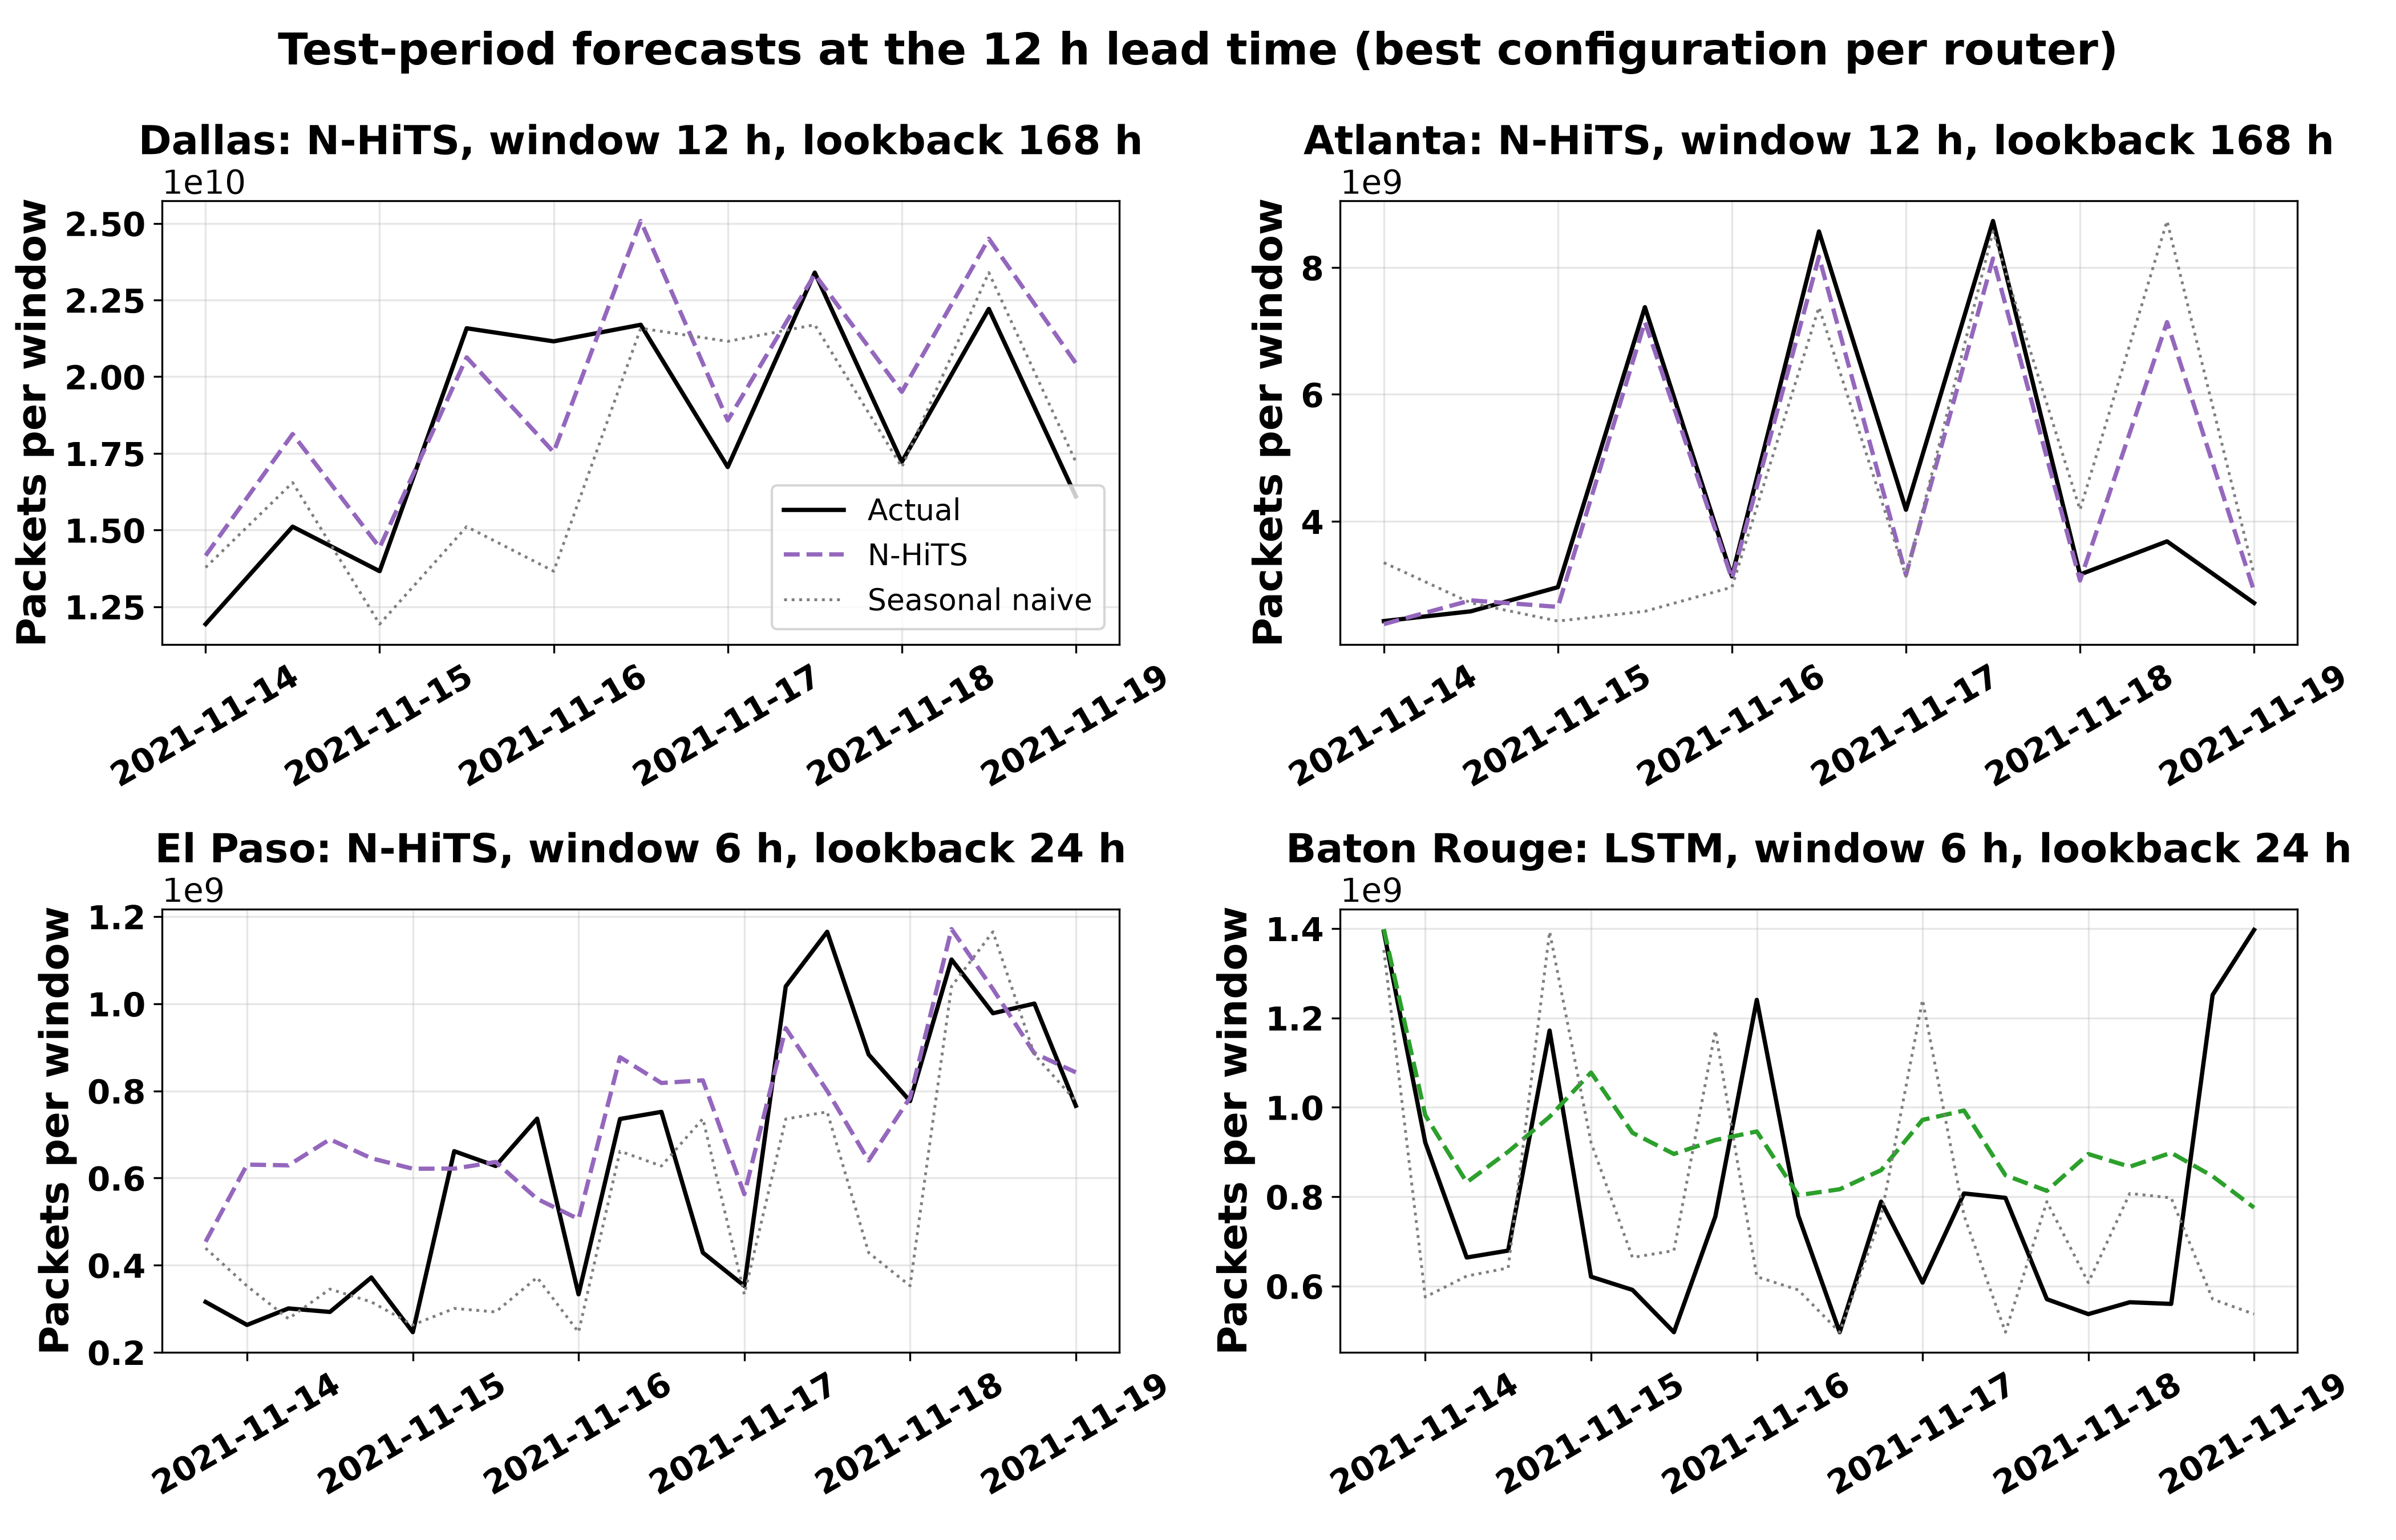 Test-period forecasts at the 12 h lead time (best configuration per router)
Dallas: N-HiTS, window 12 h, lookback 168 h
1e10
Packets per window
2.50
2.25
2.00
1.75
1.50
1.25
Actual
N-HiTS
Seasonal naive
2021-11-14
2021-11-15
2021-11-16
2021-11-17
2021-11-18
2021-11-19
Atlanta: N-HiTS, window 12 h, lookback 168 h
1e9
Packets per window
8
6
4
2021-11-14
2021-11-15
2021-11-16
2021-11-17
2021-11-18
2021-11-19
El Paso: N-HiTS, window 6 h, lookback 24 h
1e9
Packets per window
1.2
1.0
0.8
0.6
0.4
0.2
2021-11-14
2021-11-15
2021-11-16
2021-11-17
2021-11-18
2021-11-19
Baton Rouge: LSTM, window 6 h, lookback 24 h
1e9
Packets per window
1.4
1.2
1.0
0.8
0.6
2021-11-14
2021-11-15
2021-11-16
2021-11-17
2021-11-18
2021-11-19